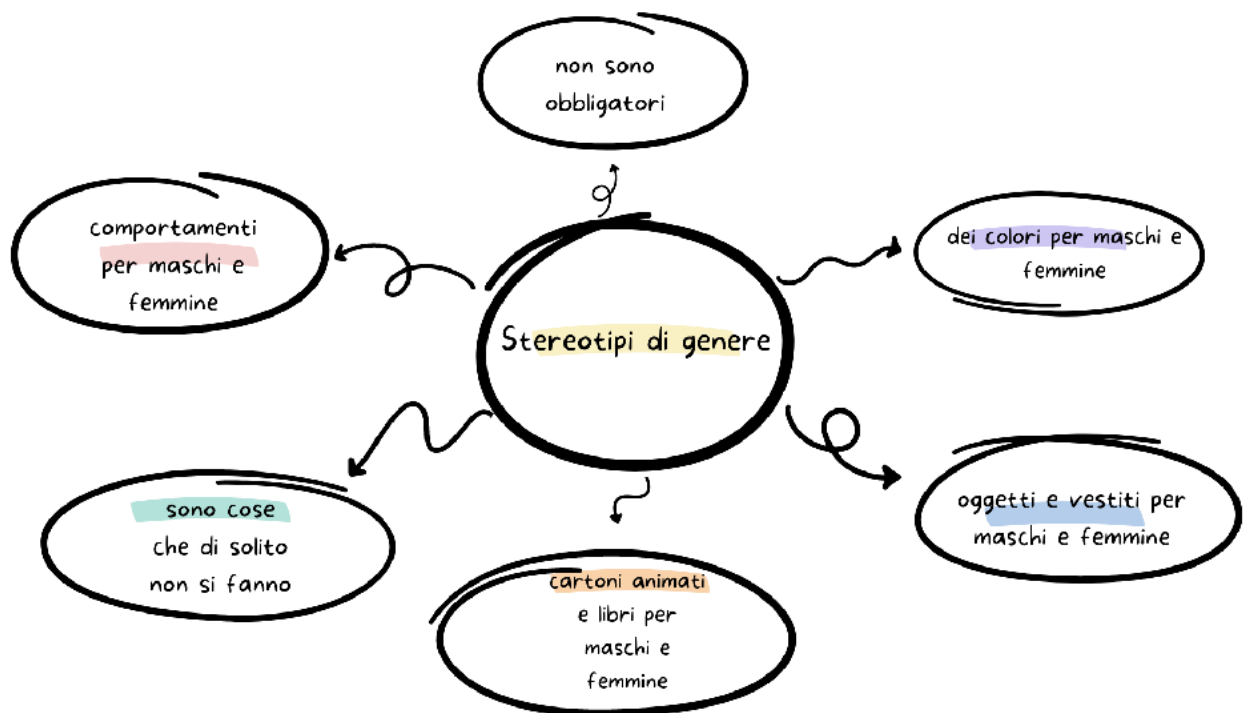 non sono
obbligatori
comportamenti
per maschi e
femmine
dei colori per maschi e
femmine
Stereotipi di genere
sono cose
che di solito
non si fanno
oggetti e vestiti per
maschi e femmine
cartoni animati
e libri per
maschi e
femmine